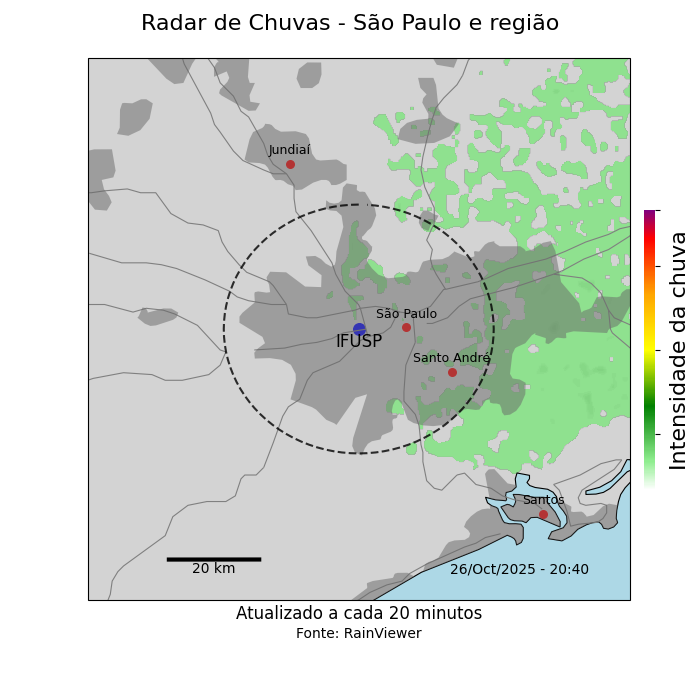 Radar de Chuvas - São Paulo e região
Jundiaí
São Paulo
IFUSP
Santo André
Santos
20 km
26/Oct/2025 - 20:40
Intensidade da chuva
Atualizado a cada 20 minutos
Fonte: RainViewer